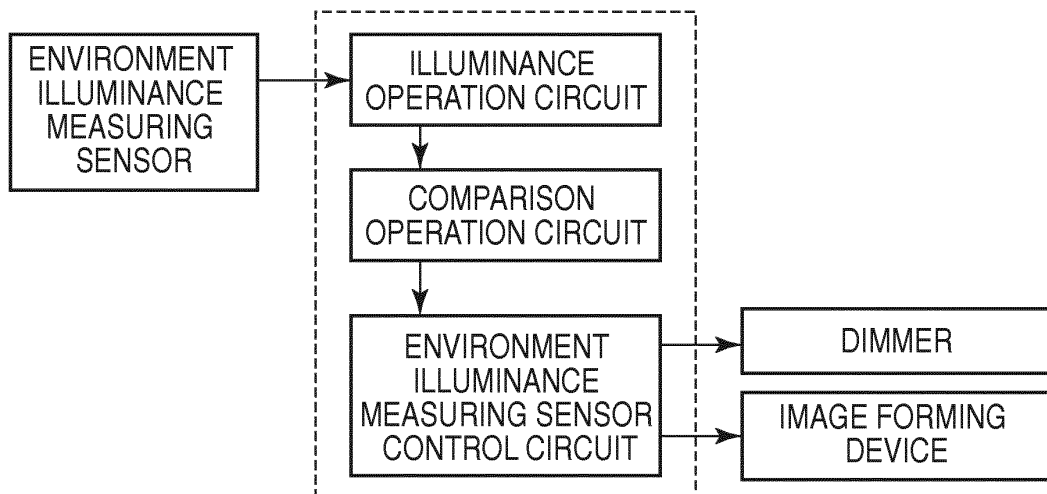 ENVIRONMENT
ILLUMINANCE
MEASURING
SENSOR
ILLUMINANCE
OPERATION CIRCUIT
COMPARISON
OPERATION CIRCUIT
ENVIRONMENT
ILLUMINANCE
MEASURING SENSOR
CONTROL CIRCUIT
DIMMER
IMAGE FORMING
DEVICE